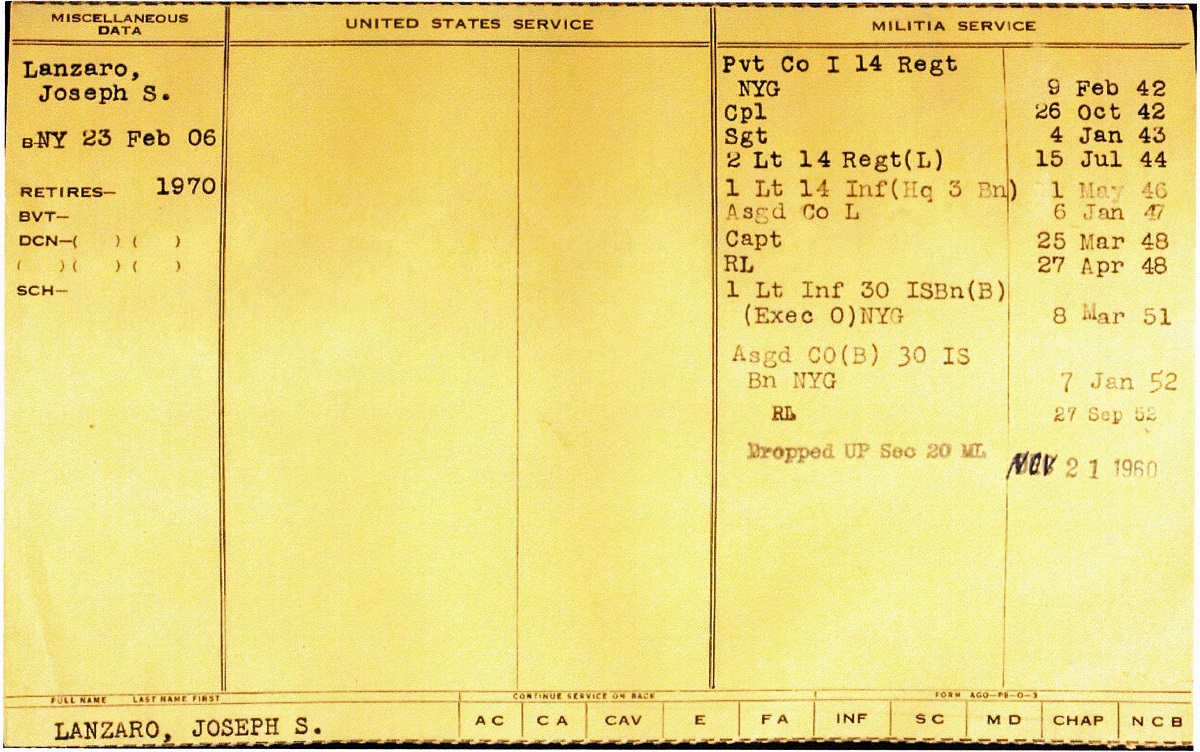 MISCELLANEOUS
DATA
UNITED STATES SERVICE
MILITIA SERVICE
Lanzaro,
Joseph S.
B-NY 23 Feb 06
RETIRES— 1970
BVT—
DCN—( ) ( )
( ) ( ) ( )
SCH—
Pvt Co I 14 Regt
NYG 9 Feb 42
Cpl 26 Oct 42
Sgt 4 Jan 43
2 Lt 14 Regt(L) 15 Jul 44
1 Lt 14 Inf(Hq 3 Bn) 1 May 46
Asgd Co L 6 Jan 47
Capt 25 Mar 48
RL 27 Apr 48
1 Lt Inf 30 ISBn(B)
(Exec O)NYG 8 Mar 51
Asgd CO(B) 30 IS
Bn NYG 7 Jan 52
RL 27 Sep 52
Dropped UP Sec 20 ML NOV 21 1960
FULL NAME LAST NAME FIRST
CONTINUE SERVICE ON BACK
FORM AGO—PB—O—3
LANZARO, JOSEPH S.
AC CA CAV E FA INF SC MD CHAP NCB